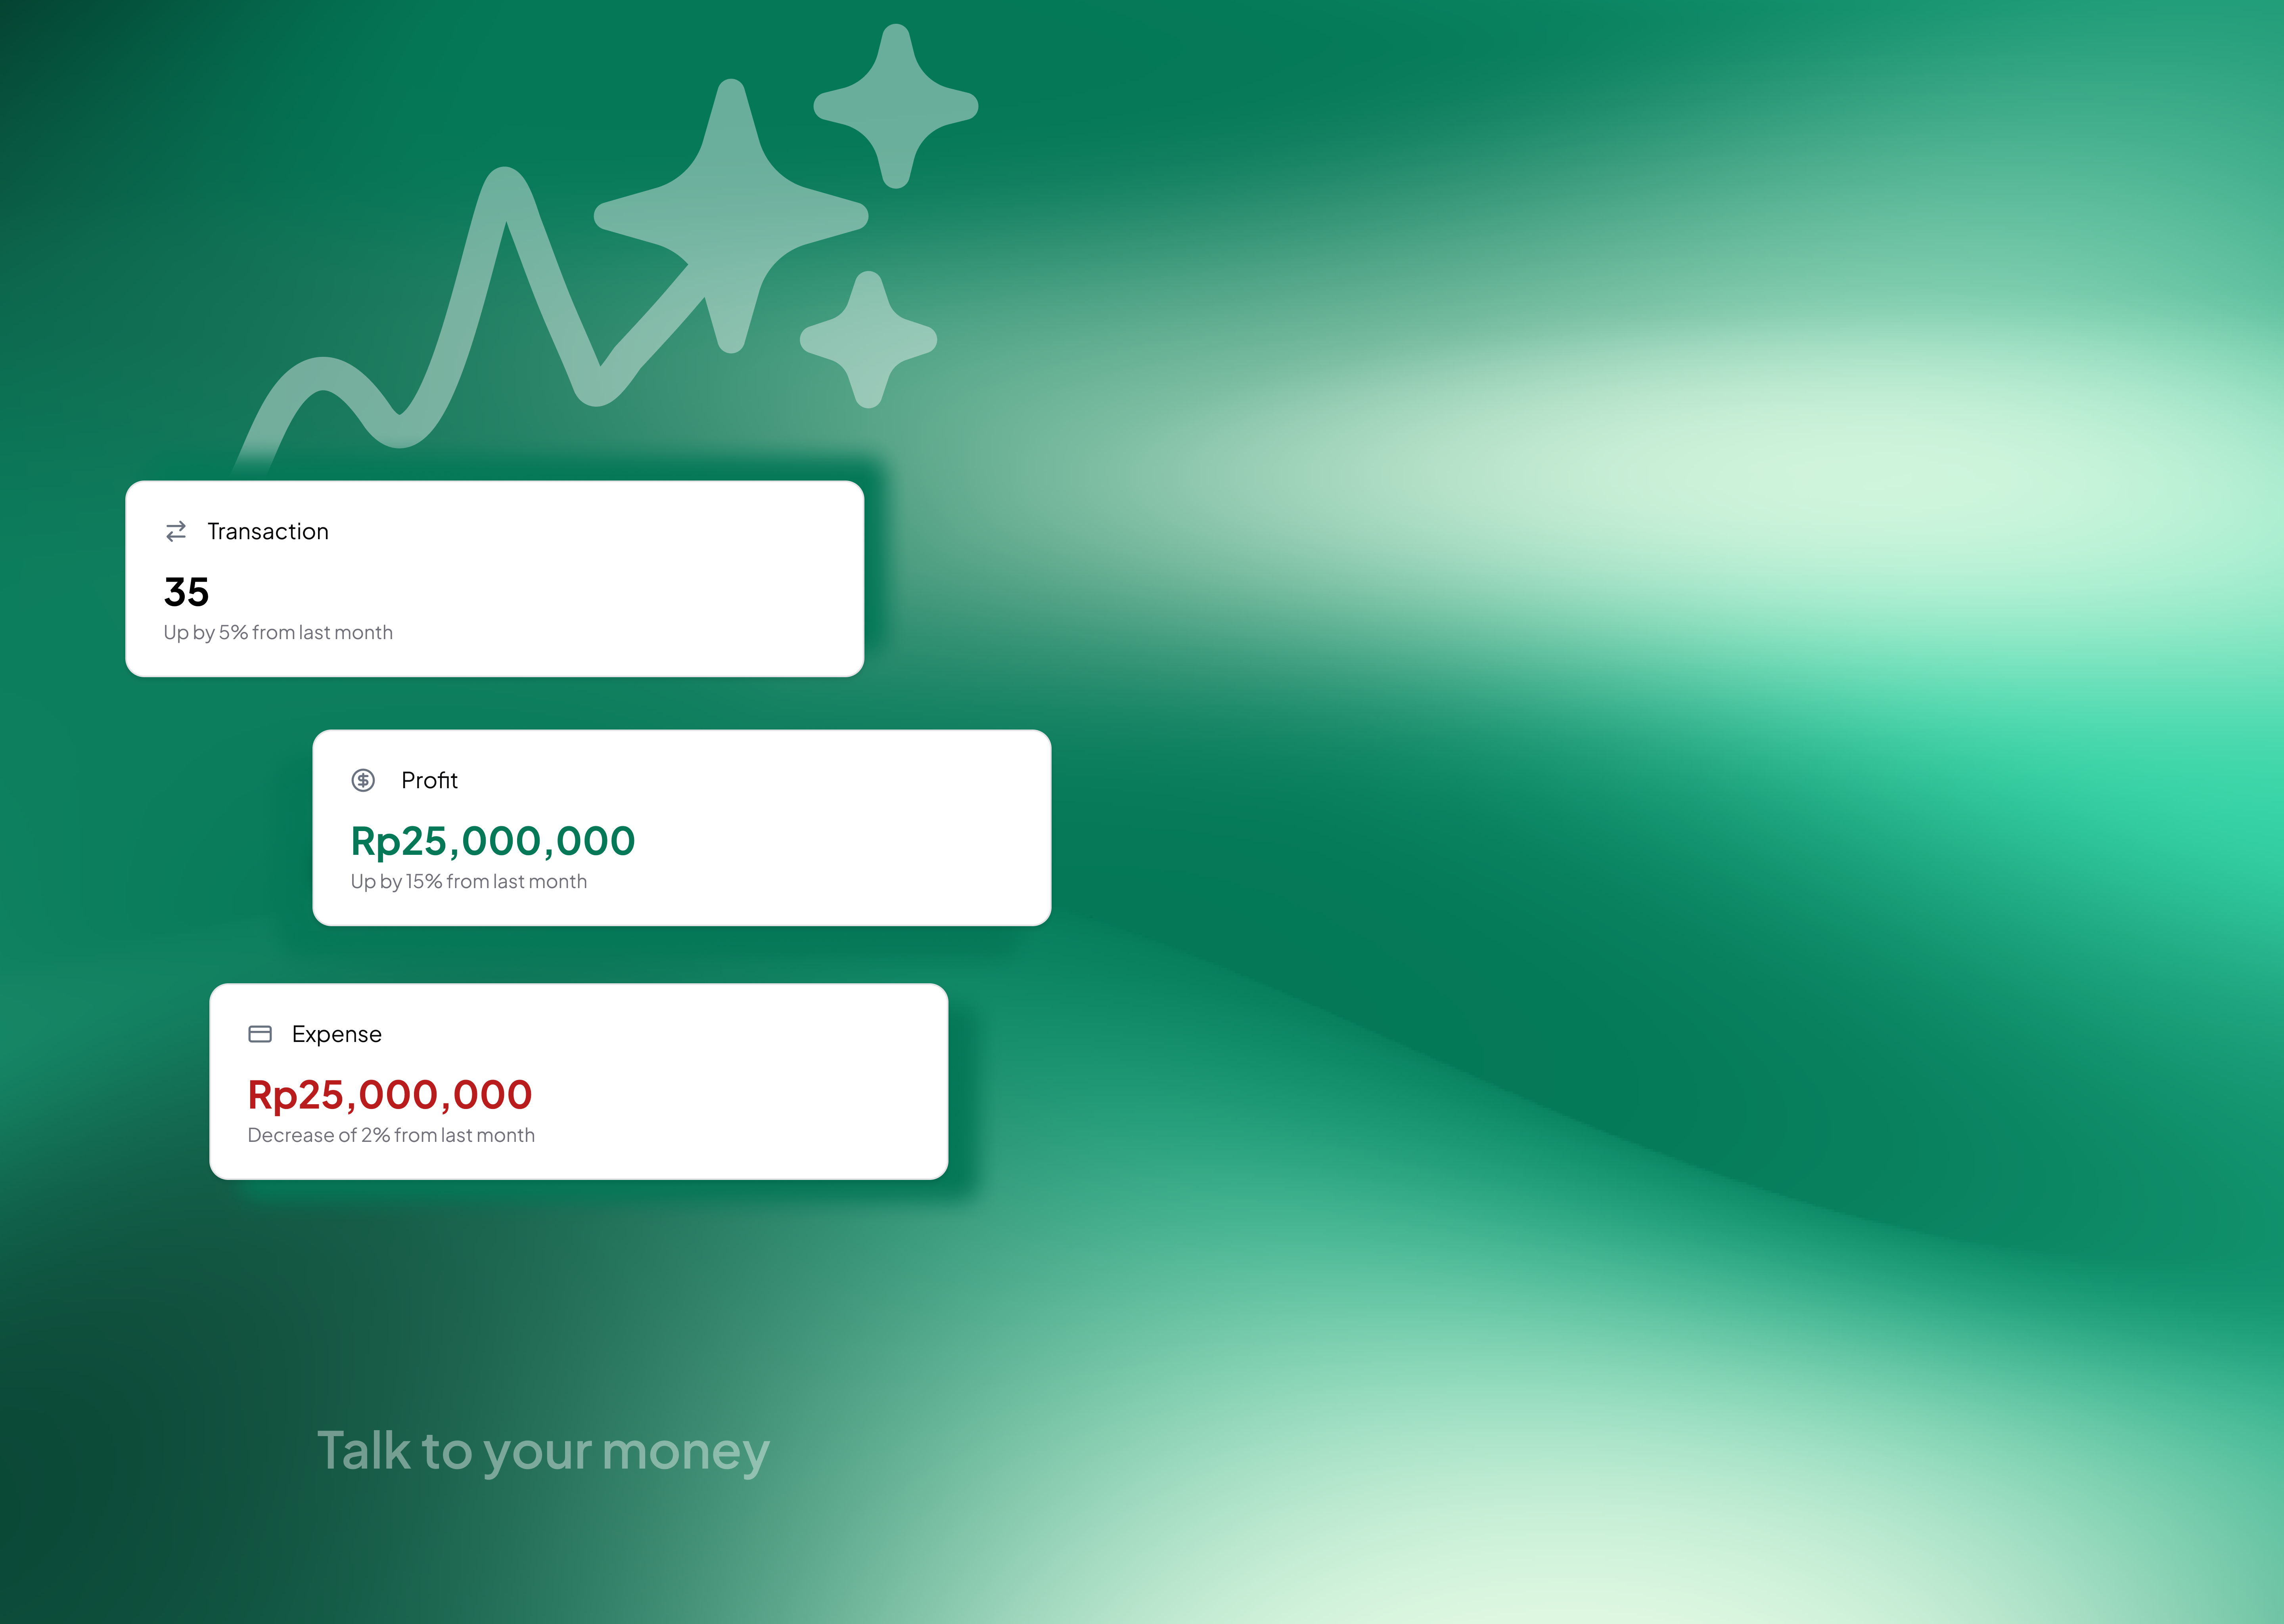 Transaction
35
Up by 5% from last month
Profit
Rp25,000,000
Up by 15% from last month
Expense
Rp25,000,000
Decrease of 2% from last month
Talk to your money